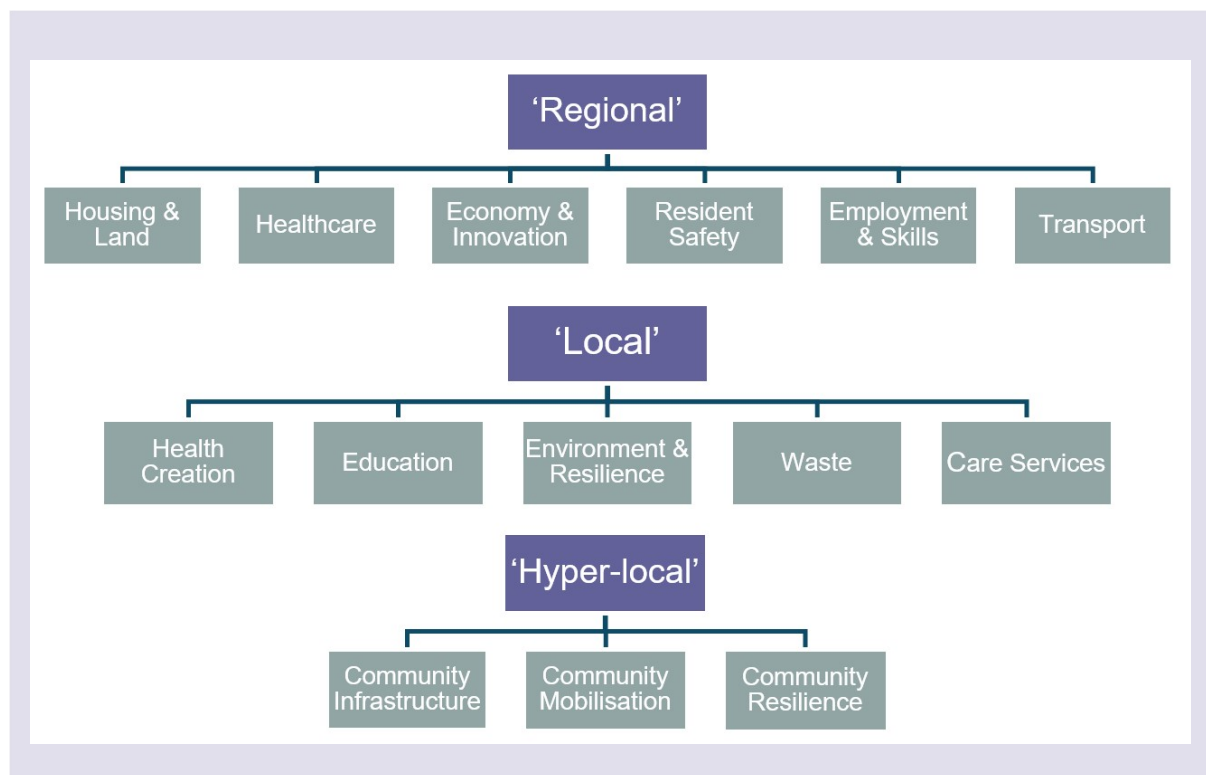 ‘Regional’
Housing &
Land
Healthcare
Economy &
Innovation
Resident
Safety
Employment
& Skills
Transport
‘Local’
Health
Creation
Education
Environment &
Resilience
Waste
Care Services
‘Hyper-local’
Community
Infrastructure
Community
Mobilisation
Community
Resilience